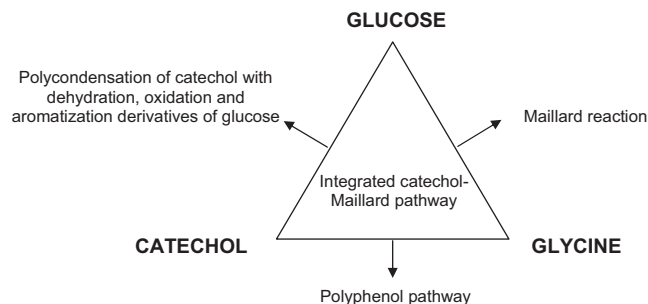 GLUCOSE
Polycondensation of catechol with
dehydration, oxidation and
aromatization derivatives of glucose
Maillard reaction
Integrated catechol-
Maillard pathway
CATECHOL
GLYCINE
Polyphenol pathway